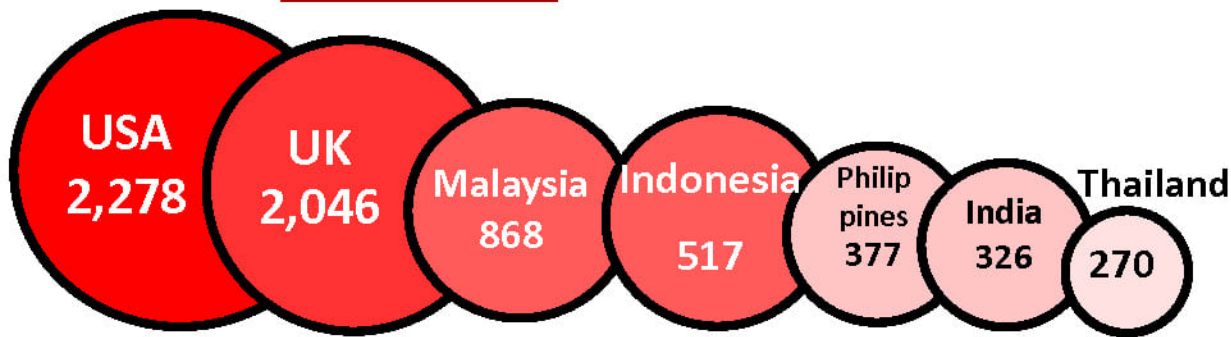 USA
2,278
UK
2,046
Malaysia
868
Indonesia
517
Philip
pines
377
India
326
Thailand
270